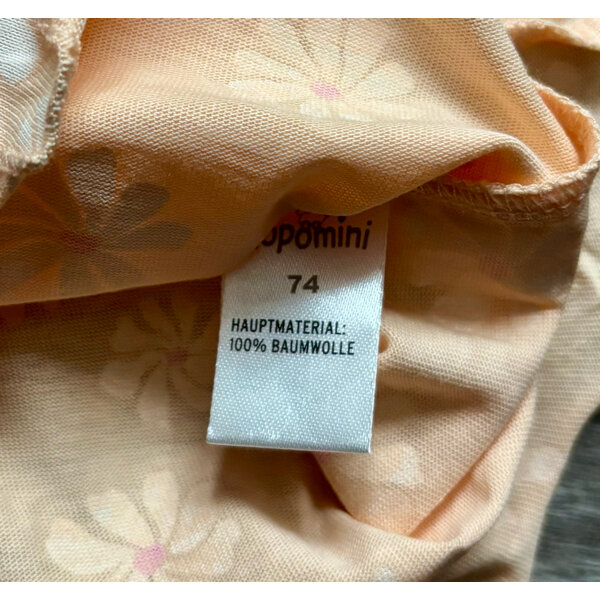 opomini
74
HAUPTMATERIAL:
100% BAUMWOLLE